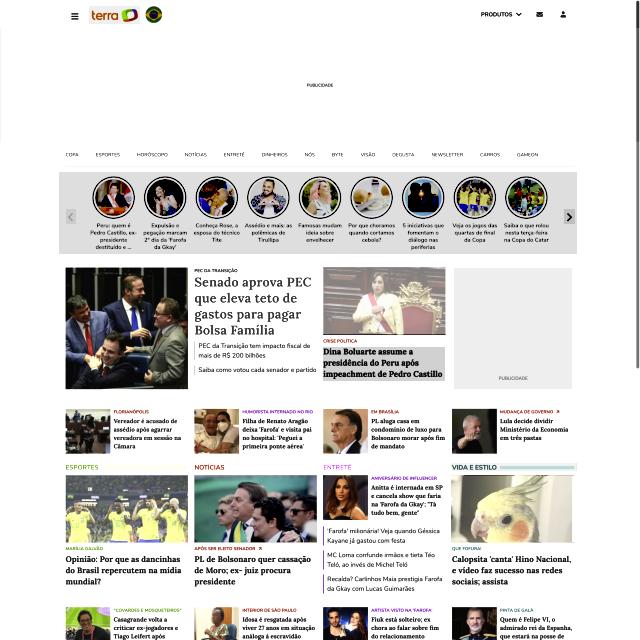 terra
PRODUTOS
PUBLICIDADE
COPA ESPORTES HORÓSCOPO NOTÍCIAS ENTRETÊ DINHEIROS NÓS BYTE VISÃO DEGUSTA NEWSLETTER CARROS GAMEON
Peru: quem é
Pedro Castillo, ex-
presidente
destituído e ...
Expulsão e
pegação marcam
2º dia da 'Farofa
da Gkay'
Conheça Rose, a
esposa do técnico
Tite
Assédio e mais: as
polêmicas de
Tirullipa
Famosas mudam
ideia sobre
envelhecer
Por que choramos
quando cortamos
cebola?
5 iniciativas que
fomentam o
diálogo nas
periferias
Veja os jogos das
quartas de final
da Copa
Saiba o que rolou
nesta terça-feira
na Copa do Catar
PEC DA TRANSIÇÃO
Senado aprova PEC
que eleva teto de
gastos para pagar
Bolsa Família
PEC da Transição tem impacto fiscal de
mais de R$ 200 bilhões
Saiba como votou cada senador e partido
CRISE POLÍTICA
Dina Boluarte assume a
presidência do Peru após
impeachment de Pedro Castillo
PUBLICIDADE
FLORIANÓPOLIS
Vereador é acusado de
assédio após agarrar
vereadora em sessão na
Câmara
HUMORISTA INTERNADO NO RIO
Filha de Renato Aragão
deixa 'Farofa' e visita pai
no hospital: 'Peguei a
primeira ponte aérea'
EM BRASÍLIA
PL aluga casa em
condomínio de luxo para
Bolsonaro morar após fim
de mandato
MUDANÇA DE GOVERNO
Lula decide dividir
Ministério da Economia
em três pastas
ESPORTES
MARÍLIA GALVÃO
Opinião: Por que as dancinhas
do Brasil repercutem na mídia
mundial?
NOTÍCIAS
APÓS SER ELEITO SENADOR
PL de Bolsonaro quer cassação
de Moro; ex- juiz procura
presidente
ENTRETÊ
ANIVERSÁRIO DE INFLUENCER
Anitta é internada em SP
e cancela show que faria
na 'Farofa da Gkay'; "Tá
tudo bem, gente"
'Farofa' milionária! Veja quando Géssica
Kayane já gastou com festa
MC Loma confunde irmãos e tieta Téo
Teló, ao invés de Michel Teló
Recalda? Carlinhos Maia prestigia Farofa
da Gkay com Lucas Guimarães
VIDA E ESTILO
QUE FOFURA!
Calopsita 'canta' Hino Nacional,
e vídeo faz sucesso nas redes
sociais; assista
"COVARDES E MOSQUETEIROS"
Casagrande volta a
criticar ex-jogadores e
Tiago Leifert após
INTERIOR DE SÃO PAULO
Idosa é resgatada após
viver 27 anos em situação
análoga à escravidão
ARTISTA VISTO NA 'FAROFA'
Fluk está solteiro; ex
chora ao falar sobre fim
do relacionamento
PINTA DE GALÃ
Quem é Felipe VI, o
admirado rei da Espanha,
que estará na posse de